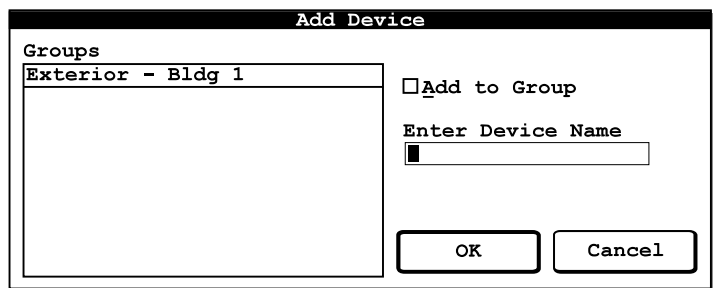 Add Device
Groups
Exterior - Bldg 1
Add to Group
Enter Device Name
OK
Cancel